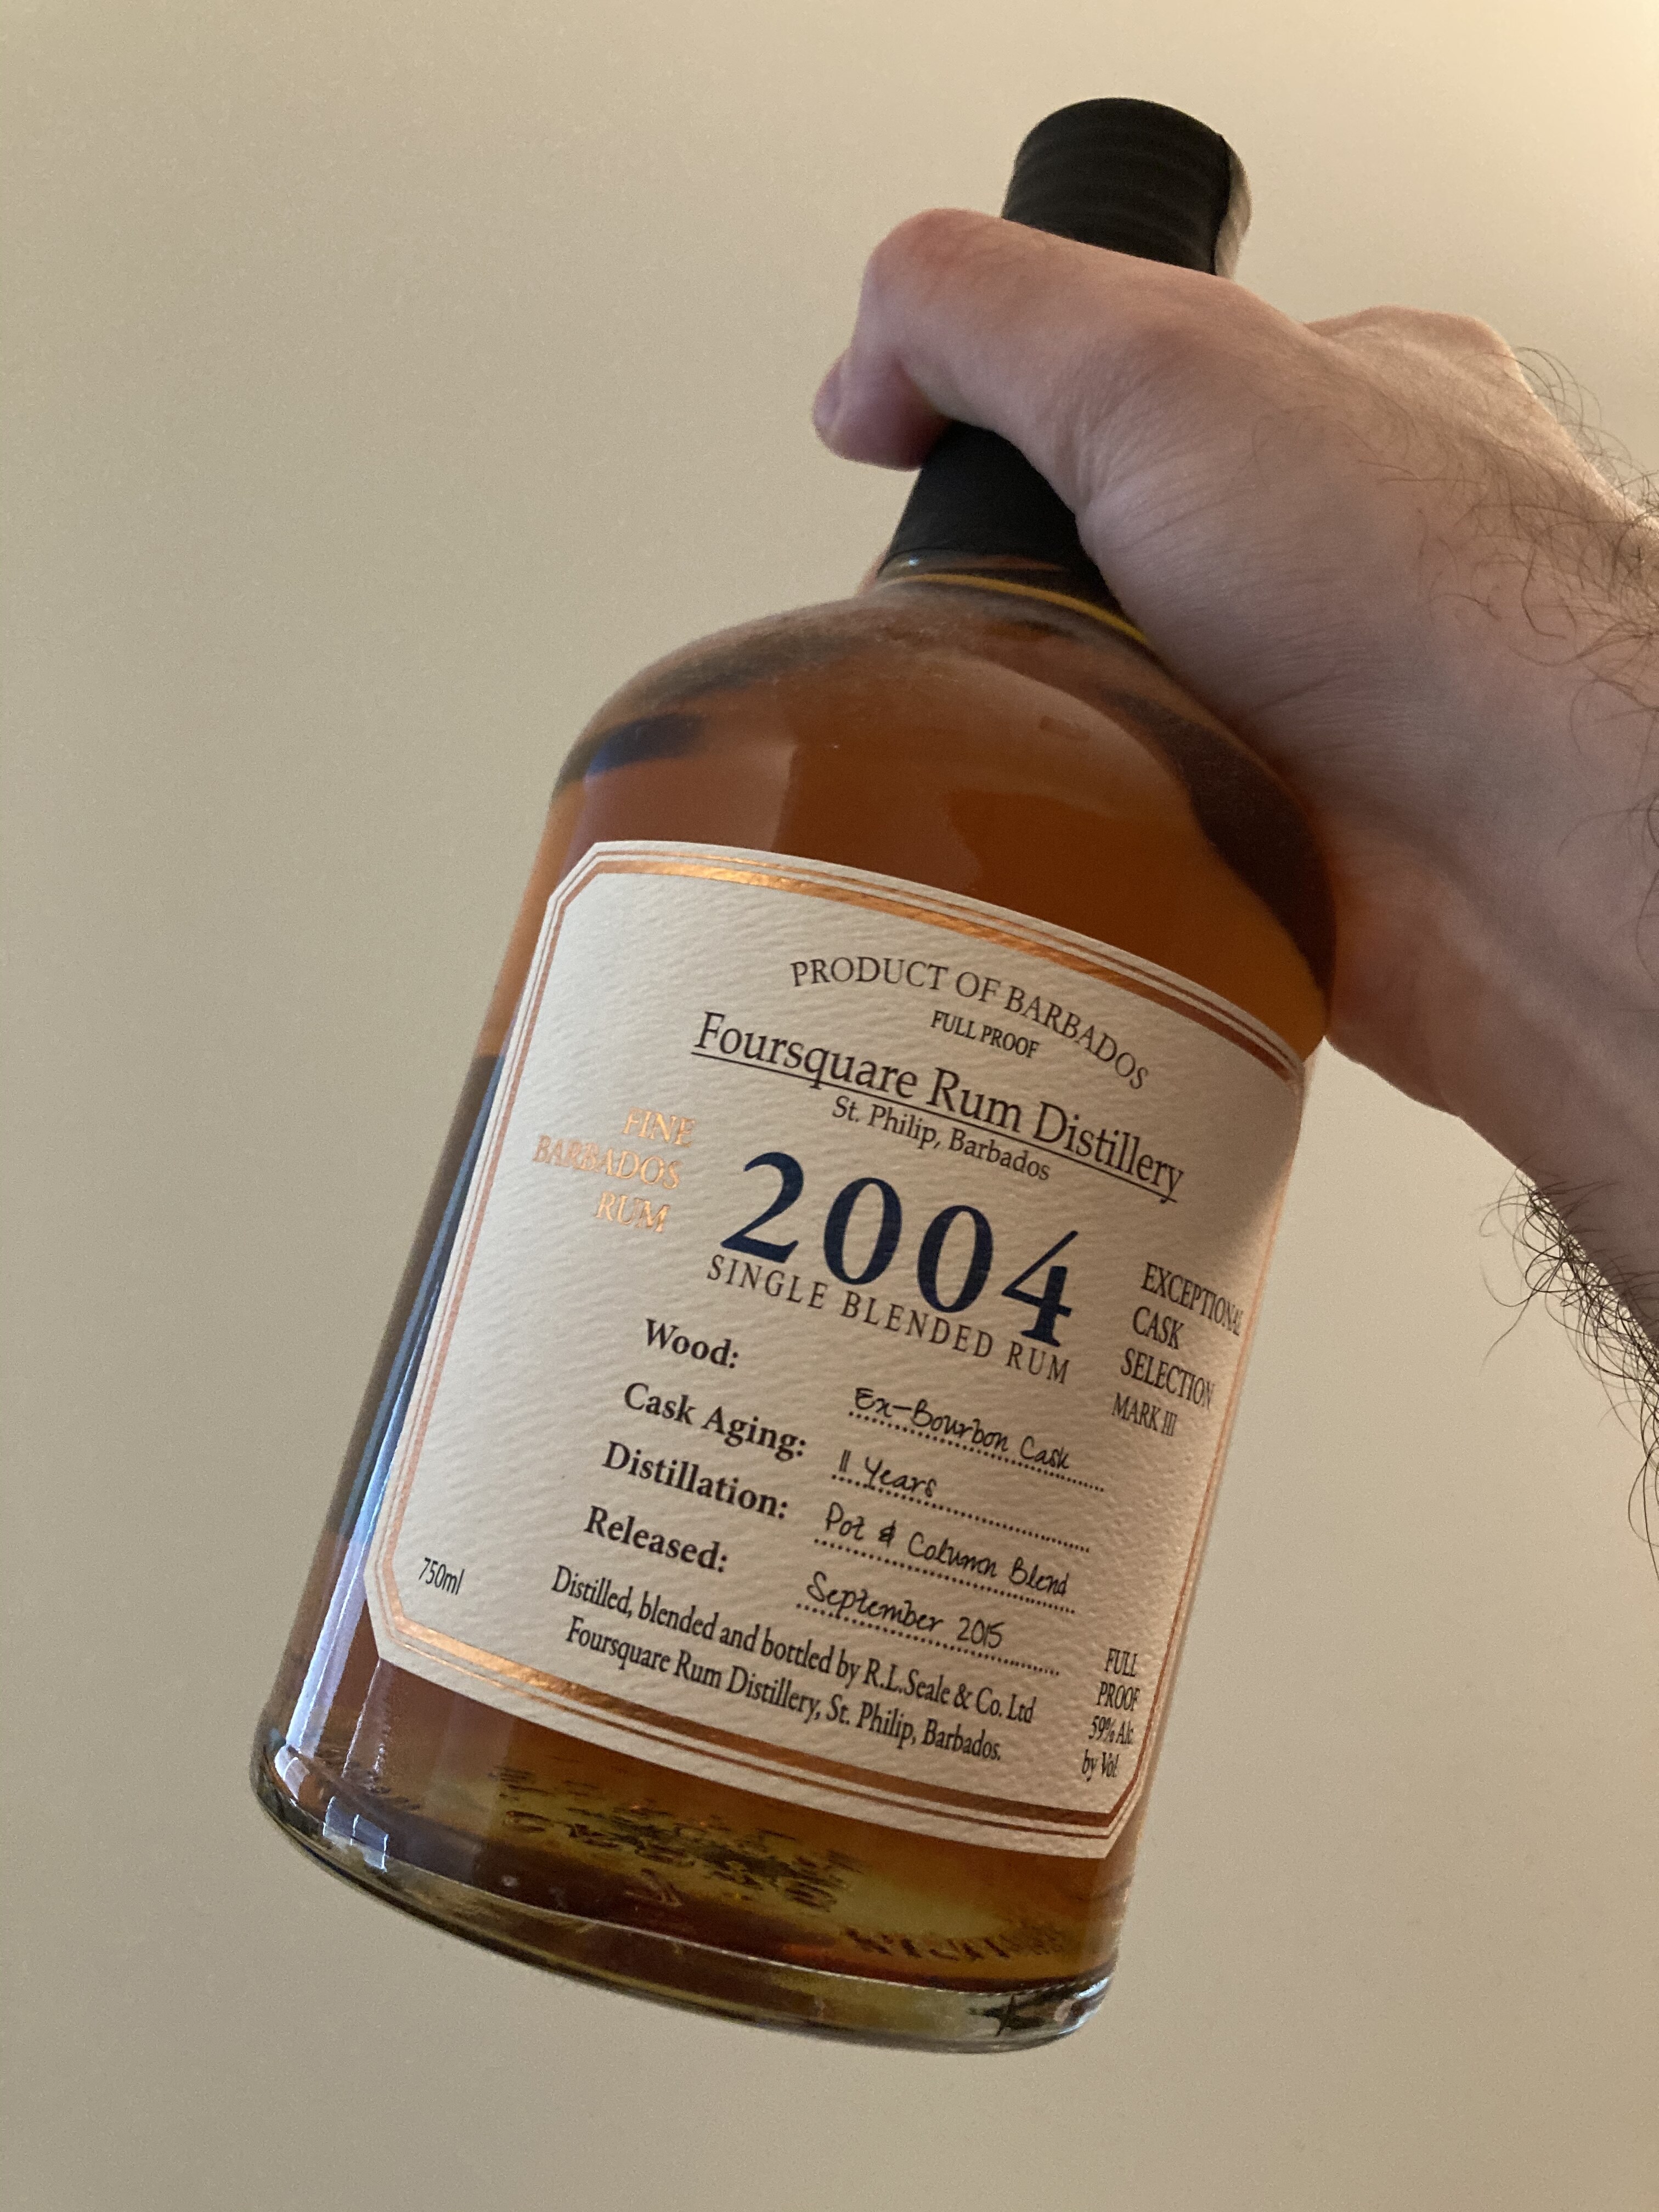 PRODUCT OF BARBADOS
FULL PROOF
Foursquare Rum Distillery
St. Philip, Barbados
FINE
BARBADOS
RUM
2004
SINGLE BLENDED RUM
EXCEPTIONAL
CASK
SELECTION
MARK III
Wood: Ex-Bourbon Cask
Cask Aging: 11 Years
Distillation: Pot & Column Blend
Released: September 2015
750ml
Distilled, blended and bottled by R.L.Seale & Co. Ltd
Foursquare Rum Distillery, St. Philip, Barbados.
FULL
PROOF
59% Alc.
by Vol.